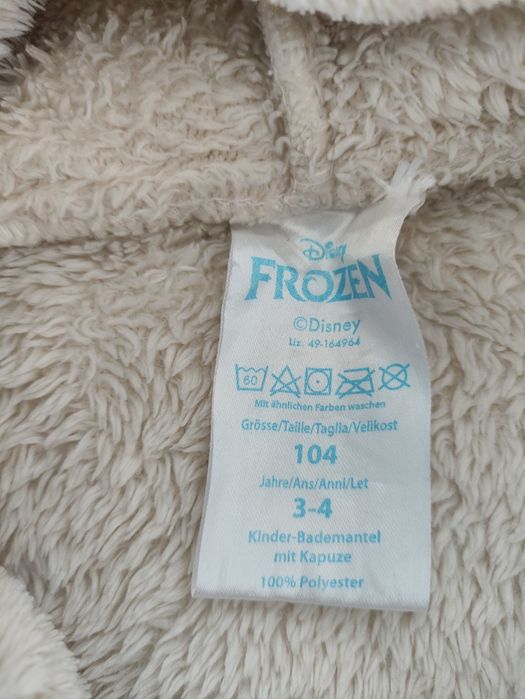 Disney
FROZEN
©Disney
Liz. 49-164964
60
Mit ähnlichen Farben waschen
Grösse/Taille/Taglia/Velikost
104
Jahre/Ans/Anni/Let
3-4
Kinder-Bademantel
mit Kapuze
100% Polyester